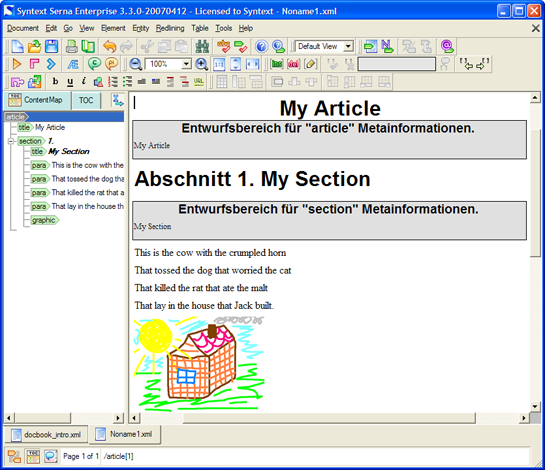 Syntext Serna Enterprise 3.3.0-20070412 - Licensed to Syntext - Noname1.xml
Document Edit Go View Element Entity Redlining Table Tools Help
Default View
100%
1:1
b u i
URL
ContentMap TOC
article
title My Article
section 1.
title My Section
para This is the cow with the
para That tossed the dog tha
para That killed the rat that a
para That lay in the house th
graphic
My Article
Entwurfsbereich für "article" Metainformationen.
My Article
Abschnitt 1. My Section
Entwurfsbereich für "section" Metainformationen.
My Section
This is the cow with the crumpled horn
That tossed the dog that worried the cat
That killed the rat that ate the malt
That lay in the house that Jack built.
docbook_intro.xml Noname1.xml
Page 1 of 1 /article[1]